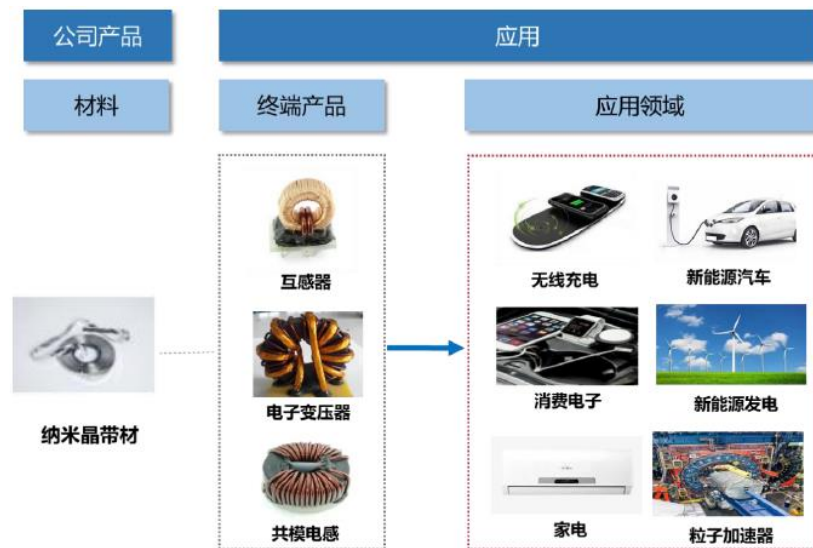 公司产品
应用
材料
终端产品
应用领域
互感器
无线充电
新能源汽车
纳米晶带材
电子变压器
消费电子
新能源发电
共模电感
家电
粒子加速器